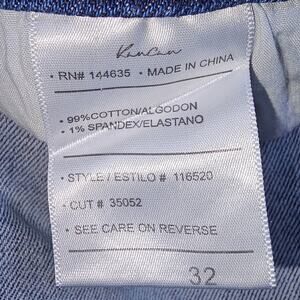 KanCan
• RN# 144635 • MADE IN CHINA
• 99%COTTON/ALGODON
• 1% SPANDEX/ELASTANO
• STYLE / ESTILO # 116520
• CUT # 35052
• SEE CARE ON REVERSE
32